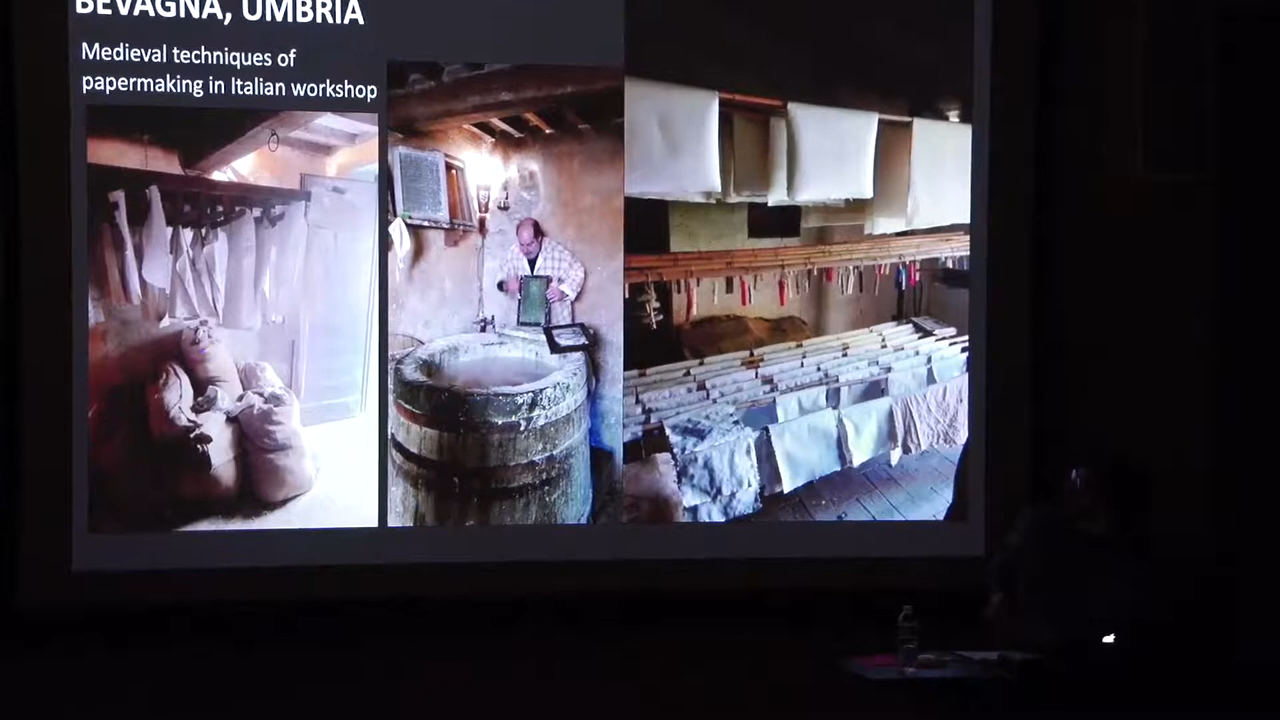 BEVAGNA, UMBRIA
Medieval techniques of
papermaking in Italian workshop